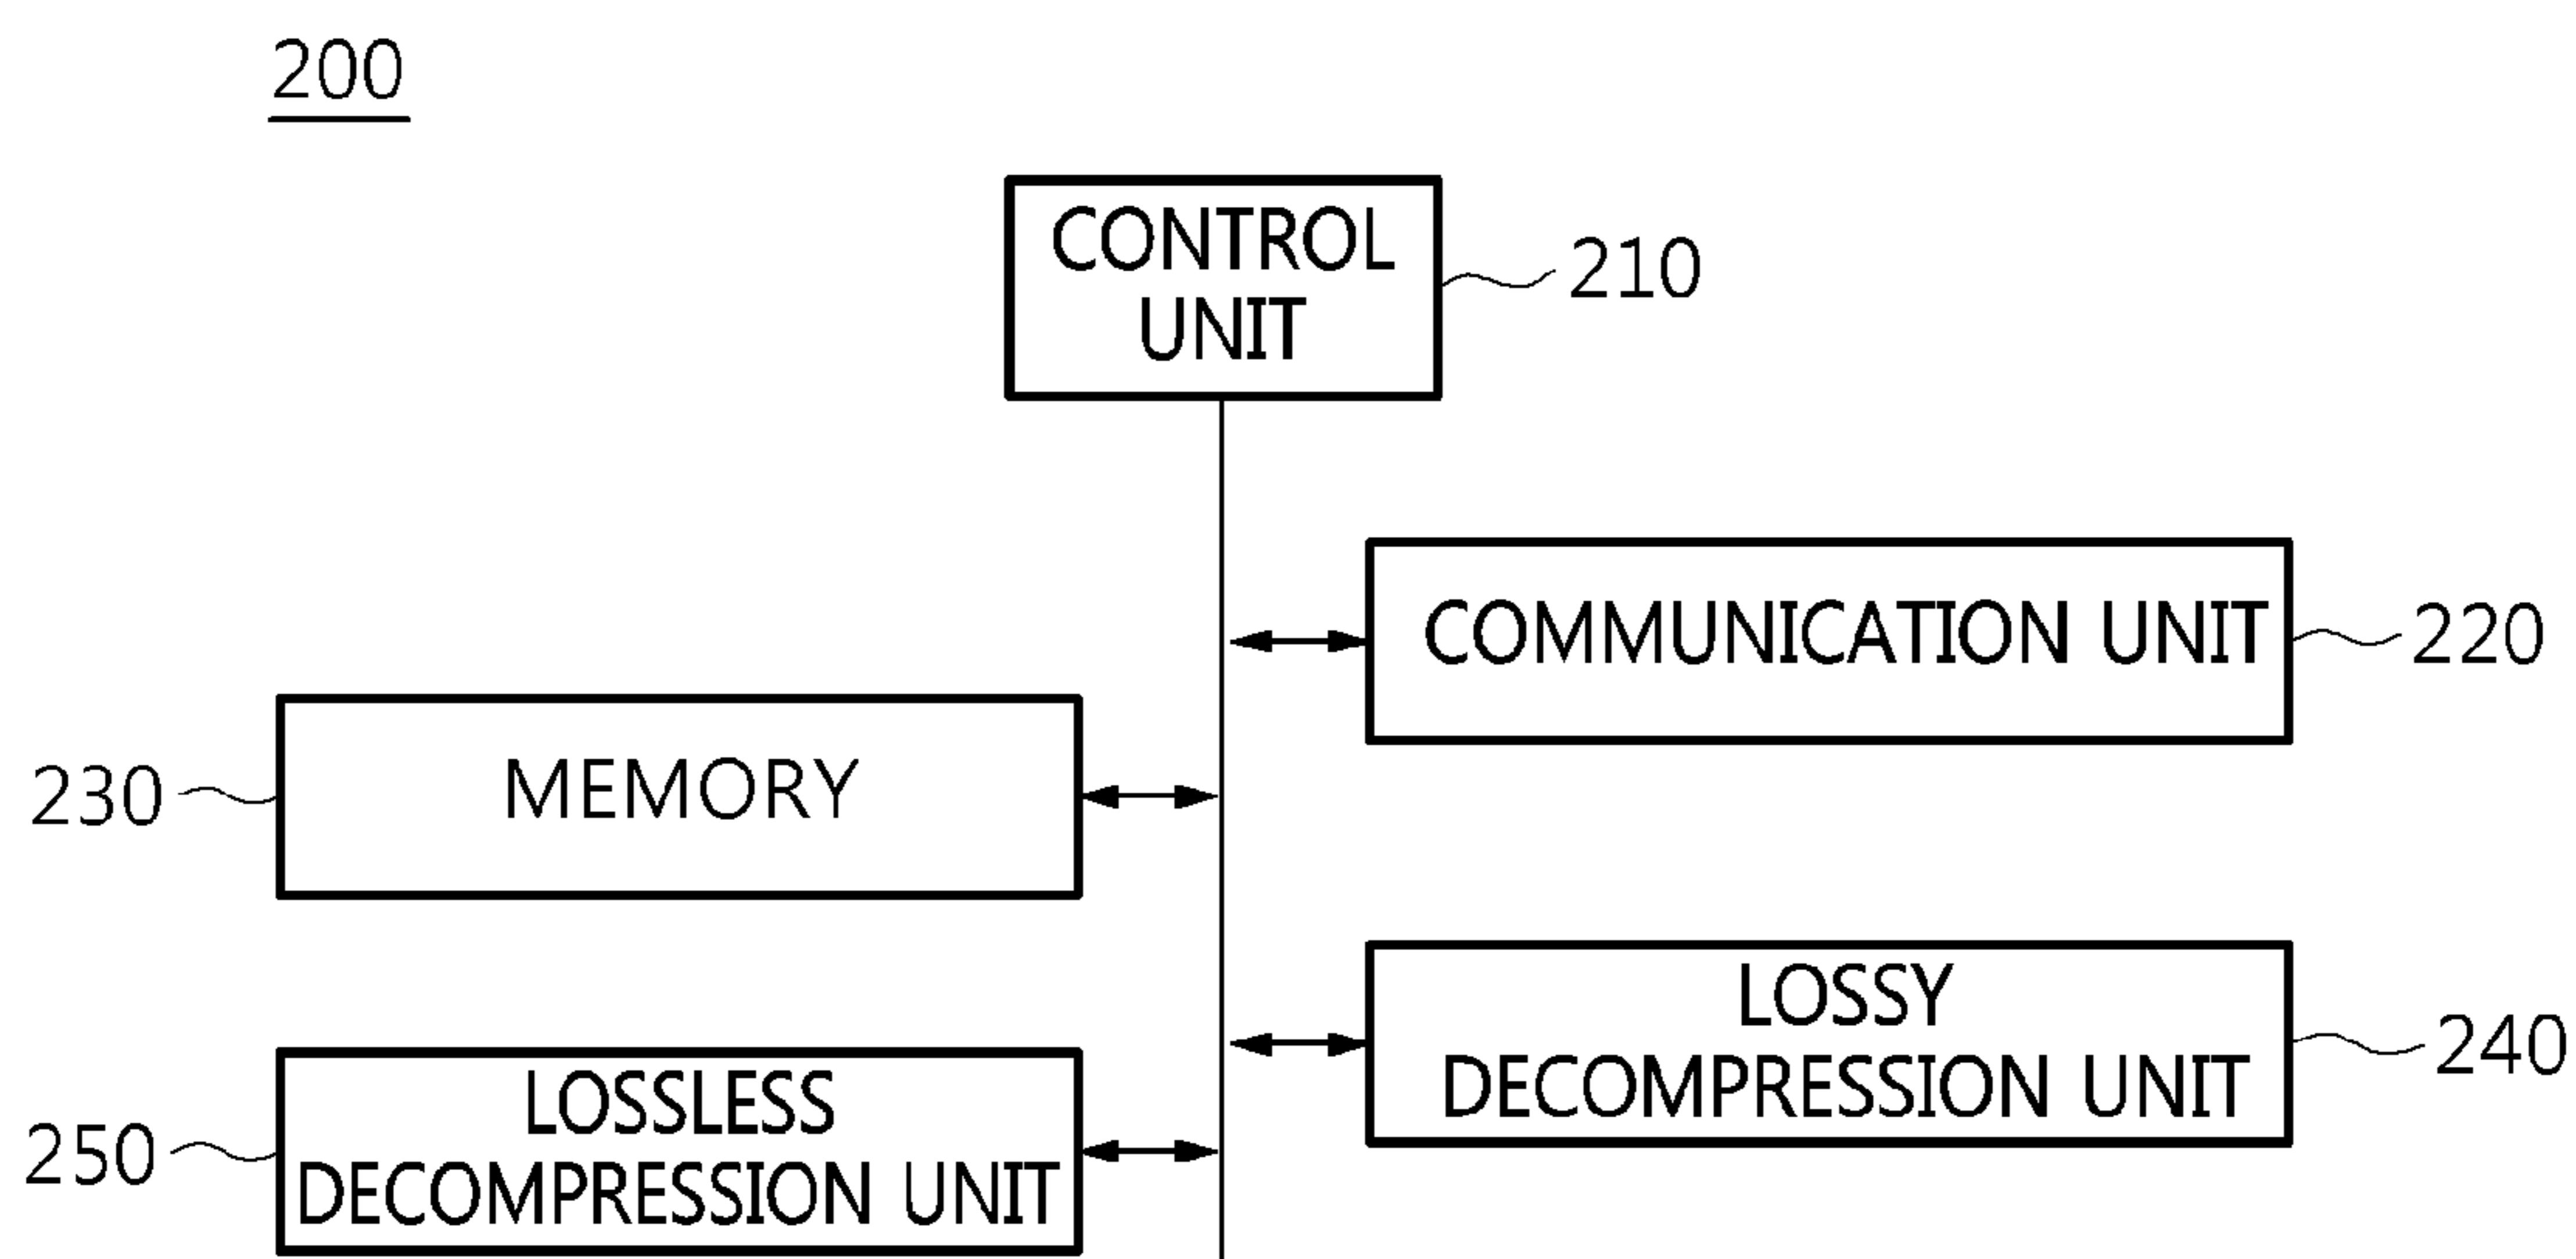 200
CONTROL
UNIT
210
COMMUNICATION UNIT
220
MEMORY
230
LOSSY
DECOMPRESSION UNIT
240
LOSSLESS
DECOMPRESSION UNIT
250